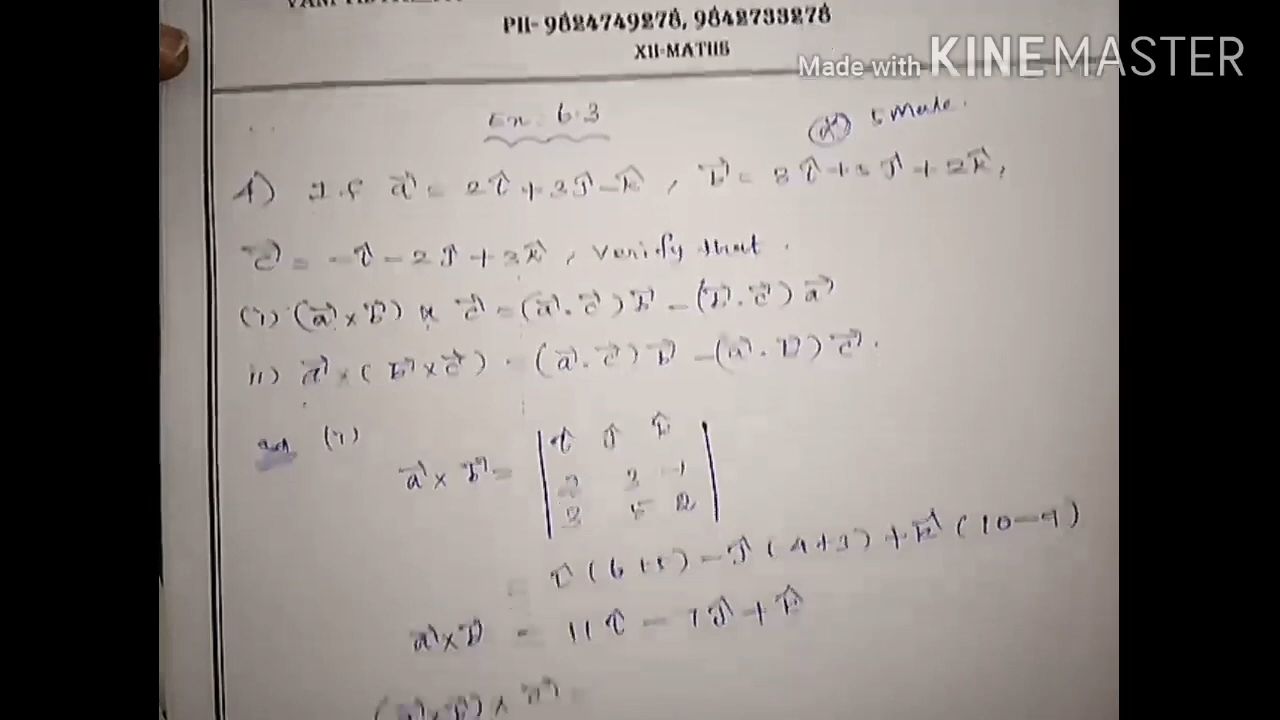 PH- 9824749278, 9842733278
XII-MATHS
Made with KINEMASTER
Ex. 6.3
5 Mark.
4) If a⃗ = 2î + 3ĵ - k̂, b⃗ = 3î + 5ĵ + 2k̂,
c⃗ = -î - 2ĵ + 3k̂, verify that
(i) (a⃗ × b⃗) × c⃗ = (a⃗ . c⃗) b⃗ - (b⃗ . c⃗) a⃗
ii) a⃗ × (b⃗ × c⃗) = (a⃗ . c⃗) b⃗ - (a⃗ . b⃗) c⃗.
Sol (i)
a⃗ × b⃗ = | î ĵ k̂ |
| 2 3 -1 |
| 3 5 2 |
= î (6+5) - ĵ (4+3) + k̂ (10-9)
a⃗ × b⃗ = 11î - 7ĵ + k̂
(a⃗ × b⃗) × c⃗ =